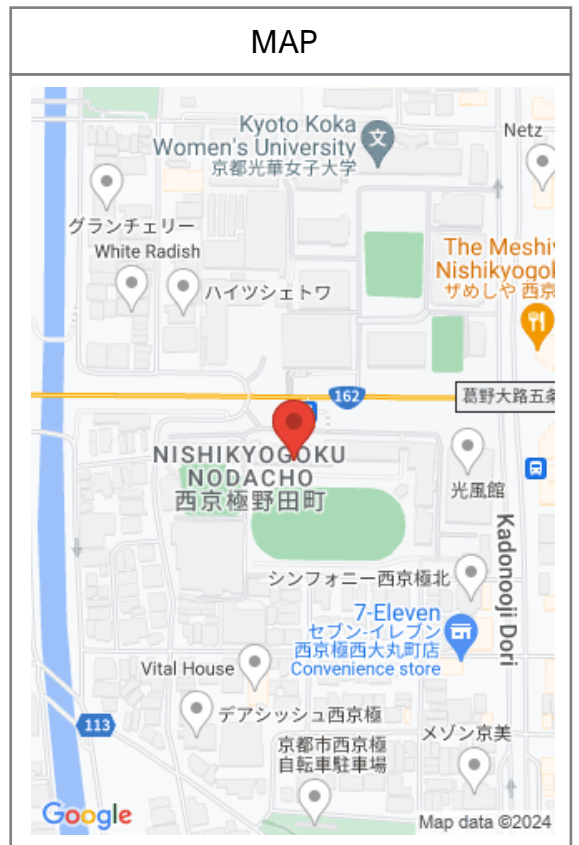 MAP
Kyoto Koka
Women's University
京都光華女子大学
Netz
グランチェリー
White Radish
ハイツシェトワ
The Meshiy
Nishikyogok
ザめしや 西京
162
葛野大路五条
NISHIKYOGOKU
NODACHO
西京極野田町
光風館
Kadonooji Dori
シンフォニー西京極北
7-Eleven
セブン-イレブン
西京極西大丸町店
Convenience store
Vital House
デアシッシュ西京極
113
メゾン京美
京都市西京極
自転車駐車場
Google
Map data ©2024